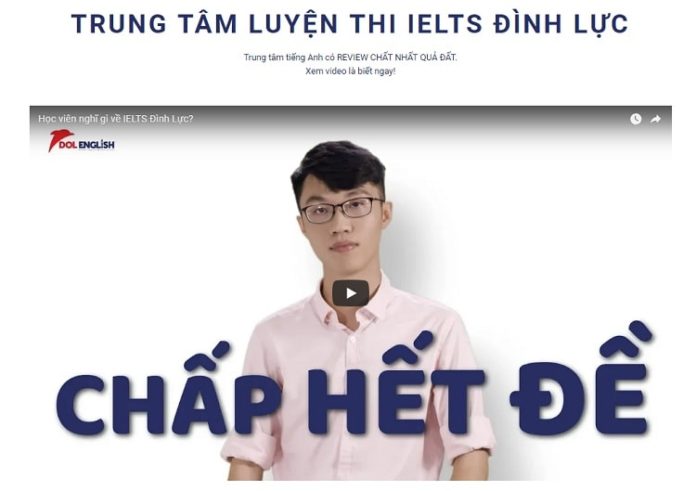 TRUNG TÂM LUYỆN THI IELTS ĐÌNH LỰC
Trung tâm tiếng Anh có REVIEW CHẤT NHẤT QUẢ ĐẤT.
Xem video là biết ngay!
Học viên nghĩ gì về IELTS Đình Lực?
DOL ENGLISH
CHẤP HẾT ĐỀ